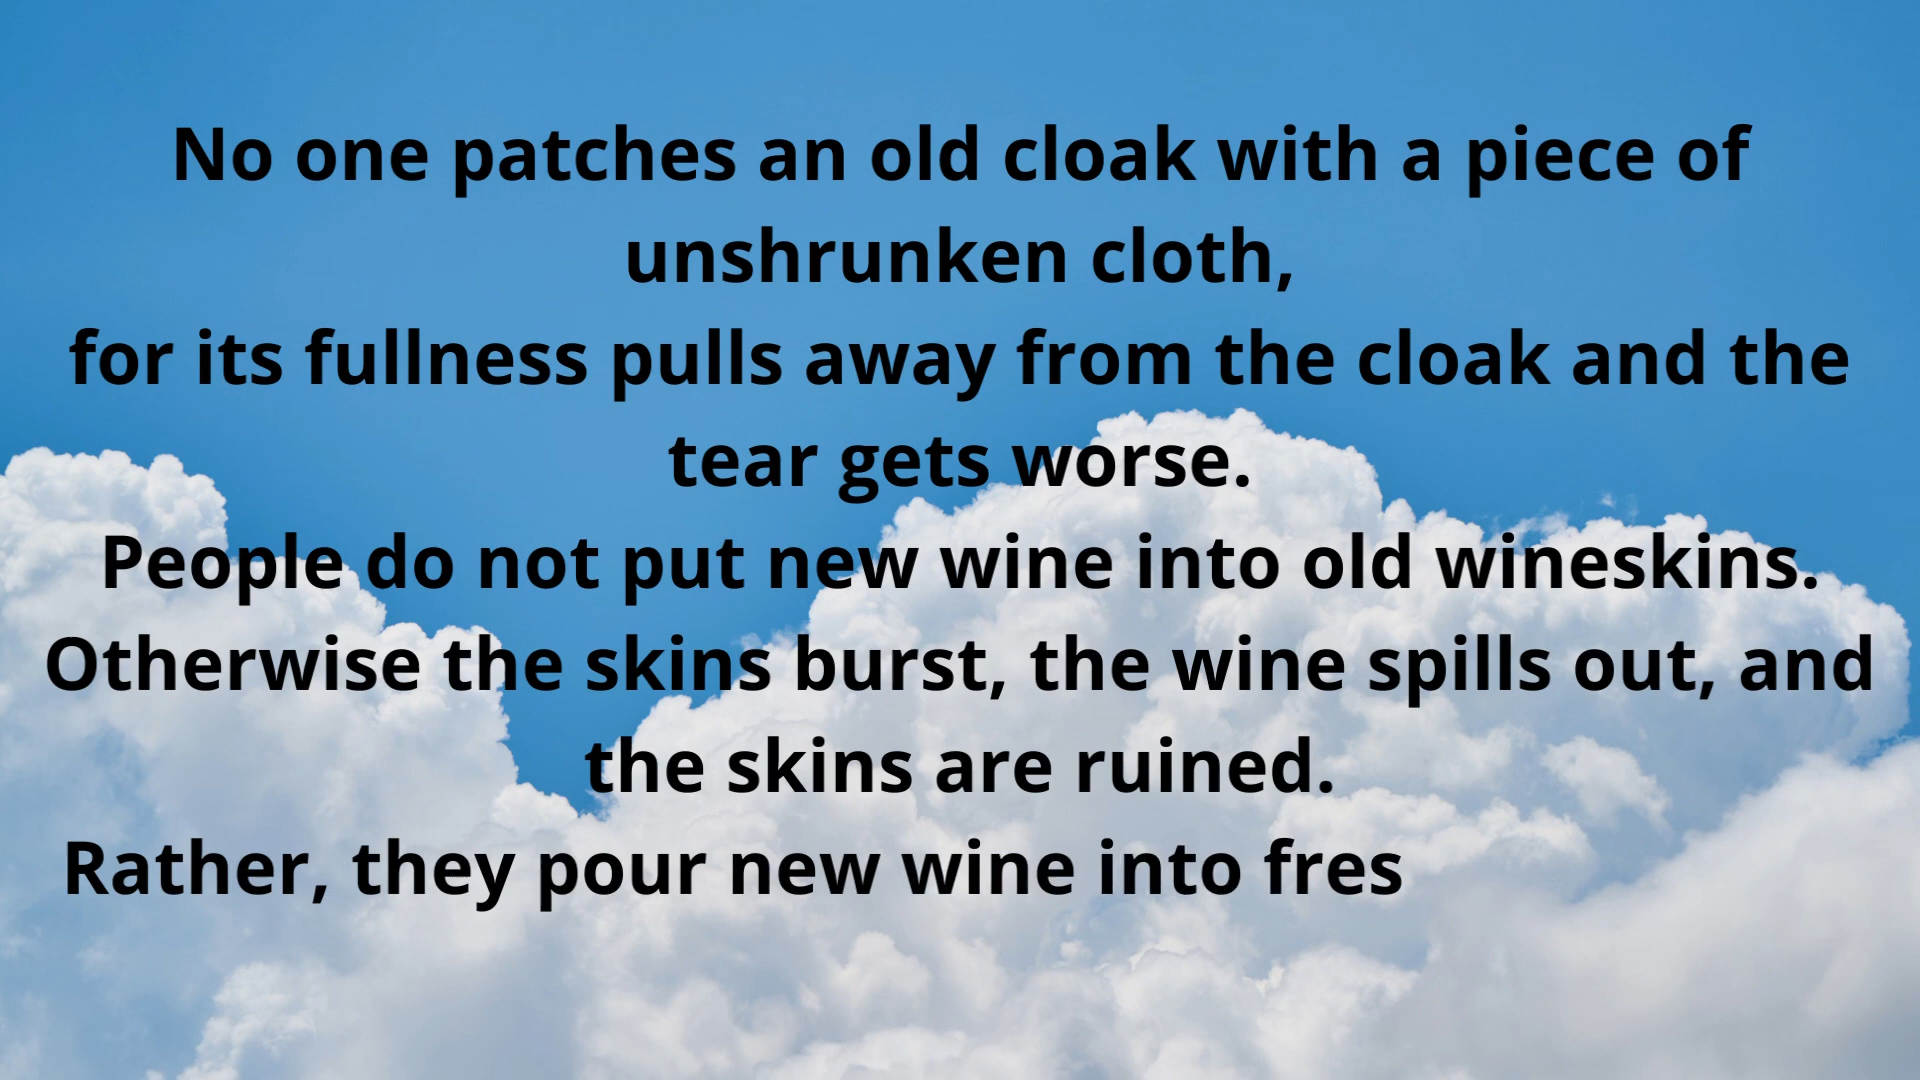 No one patches an old cloak with a piece of
unshrunken cloth,
for its fullness pulls away from the cloak and the
tear gets worse.
People do not put new wine into old wineskins.
Otherwise the skins burst, the wine spills out, and
the skins are ruined.
Rather, they pour new wine into fres